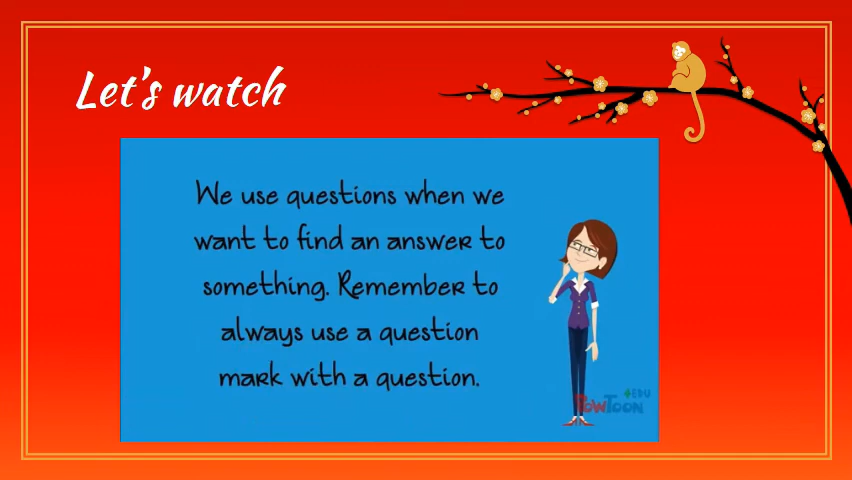 Let's watch
We use questions when we
want to find an answer to
something. Remember to
always use a question
mark with a question.
EDU
PowToon